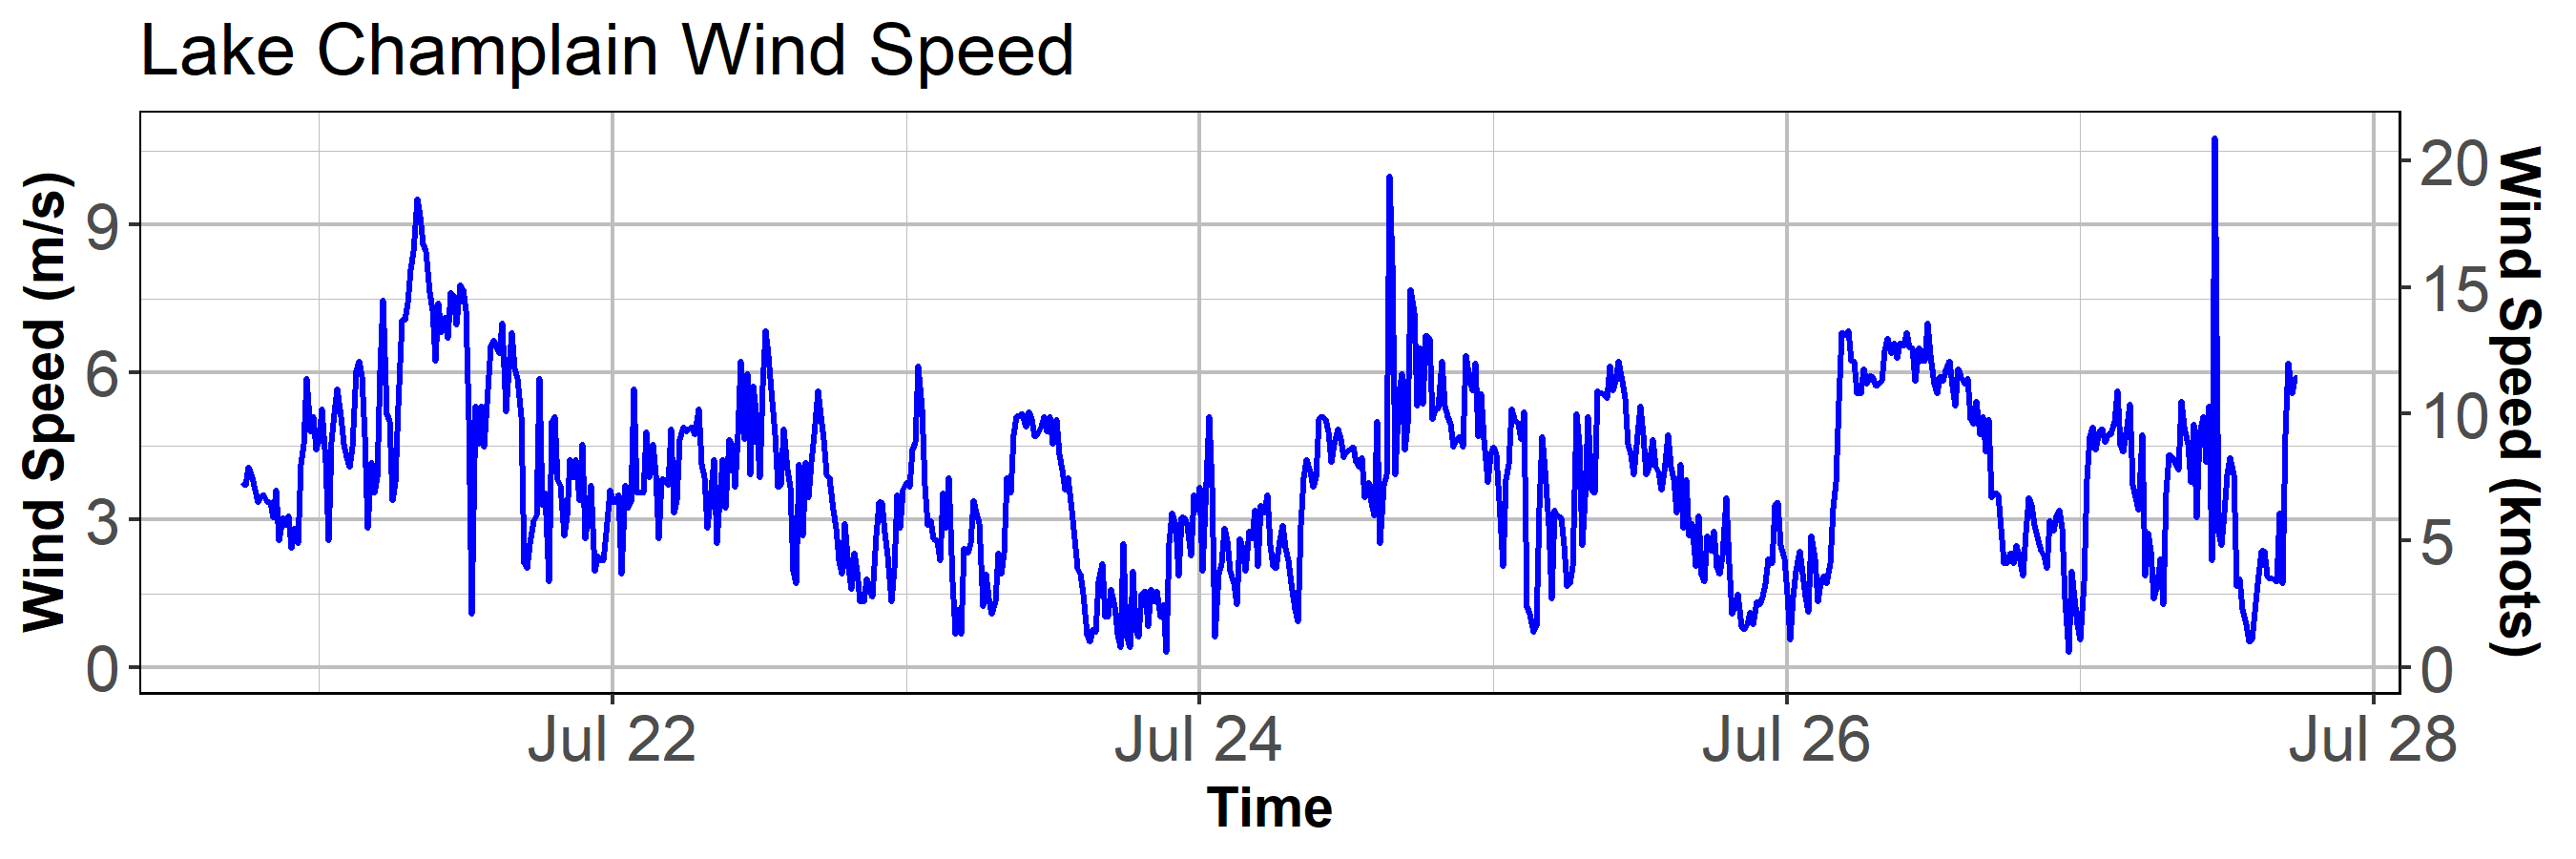 Lake Champlain Wind Speed
Wind Speed (m/s)
9
6
3
0
20
15
10
5
0
Wind Speed (knots)
Jul 22
Jul 24
Jul 26
Jul 28
Time